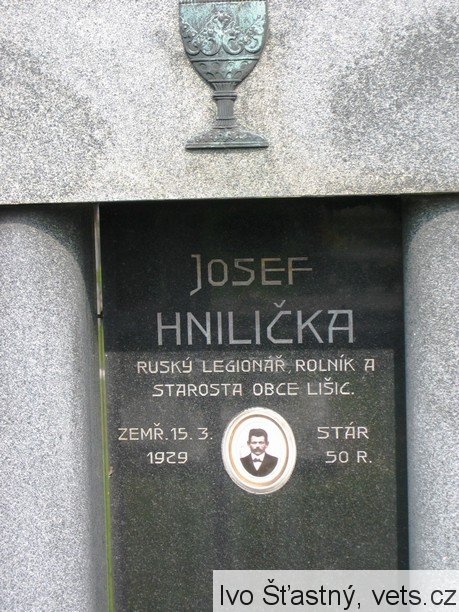 JOSEF
HNILIČKA
RUSKÝ LEGIONÁŘ, ROLNÍK A
STAROSTA OBCE LIŠIC.
ZEMŘ. 15. 3. STÁR
1929 50 R.
Ivo Šťastný, vets.cz